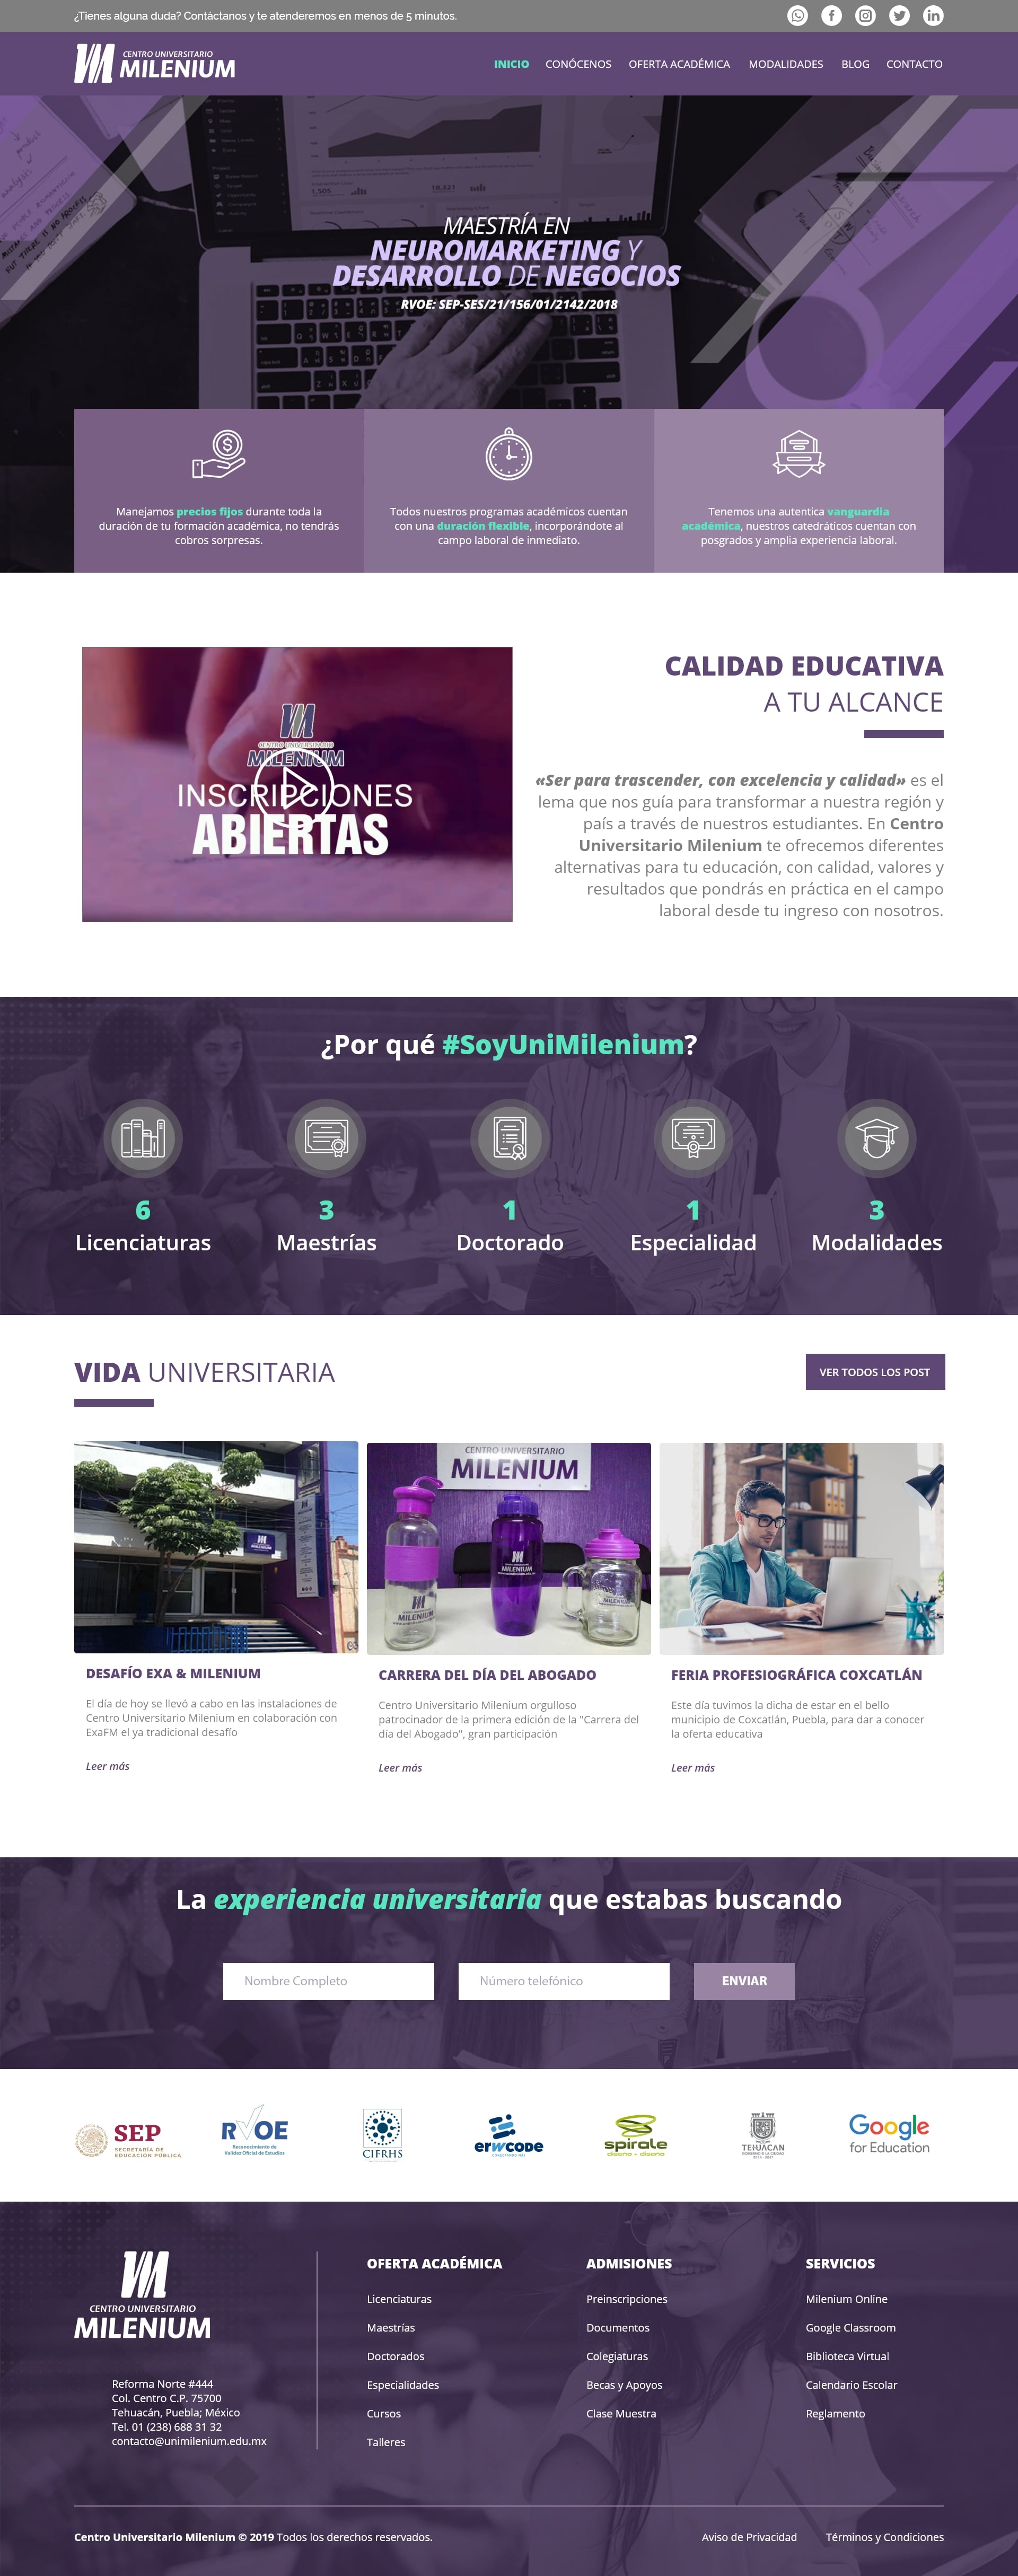 ¿Tienes alguna duda? Contáctanos y te atenderemos en menos de 5 minutos.
CENTRO UNIVERSITARIO
MILENIUM
INICIO
CONÓCENOS
OFERTA ACADÉMICA
MODALIDADES
BLOG
CONTACTO
MAESTRÍA EN
NEUROMARKETING Y
DESARROLLO DE NEGOCIOS
RVOE: SEP-SES/21/156/01/2142/2018
Manejamos precios fijos durante toda la
duración de tu formación académica, no tendrás
cobros sorpresas.
Todos nuestros programas académicos cuentan
con una duración flexible, incorporándote al
campo laboral de inmediato.
Tenemos una autentica vanguardia
académica, nuestros catedráticos cuentan con
posgrados y amplia experiencia laboral.
CENTRO UNIVERSITARIO
MILENIUM
INSCRIPCIONES
ABIERTAS
CALIDAD EDUCATIVA
A TU ALCANCE
«Ser para trascender, con excelencia y calidad» es el
lema que nos guía para transformar a nuestra región y
país a través de nuestros estudiantes. En Centro
Universitario Milenium te ofrecemos diferentes
alternativas para tu educación, con calidad, valores y
resultados que pondrás en práctica en el campo
laboral desde tu ingreso con nosotros.
¿Por qué #SoyUniMilenium?
6
Licenciaturas
3
Maestrías
1
Doctorado
1
Especialidad
3
Modalidades
VIDA UNIVERSITARIA
VER TODOS LOS POST
CENTRO UNIVERSITARIO
MILENIUM
MILENIUM
MILENIUM
DESAFÍO EXA & MILENIUM
El día de hoy se llevó a cabo en las instalaciones de
Centro Universitario Milenium en colaboración con
ExaFM el ya tradicional desafío
Leer más
CARRERA DEL DÍA DEL ABOGADO
Centro Universitario Milenium orgulloso
patrocinador de la primera edición de la "Carrera del
día del Abogado", gran participación
Leer más
FERIA PROFESIOGRÁFICA COXCATLÁN
Este día tuvimos la dicha de estar en el bello
municipio de Coxcatlán, Puebla, para dar a conocer
la oferta educativa
Leer más
La experiencia universitaria que estabas buscando
Nombre Completo
Número telefónico
ENVIAR
SEP
SECRETARÍA DE
EDUCACIÓN PÚBLICA
RVOE
Reconocimiento de
Validez Oficial de Estudios
CIFRHS
erwcode
spirale
diseño + diseño
TEHUACAN
Google
for Education
CENTRO UNIVERSITARIO
MILENIUM
Reforma Norte #444
Col. Centro C.P. 75700
Tehuacán, Puebla; México
Tel. 01 (238) 688 31 32
contacto@unimilenium.edu.mx
OFERTA ACADÉMICA
Licenciaturas
Maestrías
Doctorados
Especialidades
Cursos
Talleres
ADMISIONES
Preinscripciones
Documentos
Colegiaturas
Becas y Apoyos
Clase Muestra
SERVICIOS
Milenium Online
Google Classroom
Biblioteca Virtual
Calendario Escolar
Reglamento
Centro Universitario Milenium © 2019 Todos los derechos reservados.
Aviso de Privacidad
Términos y Condiciones